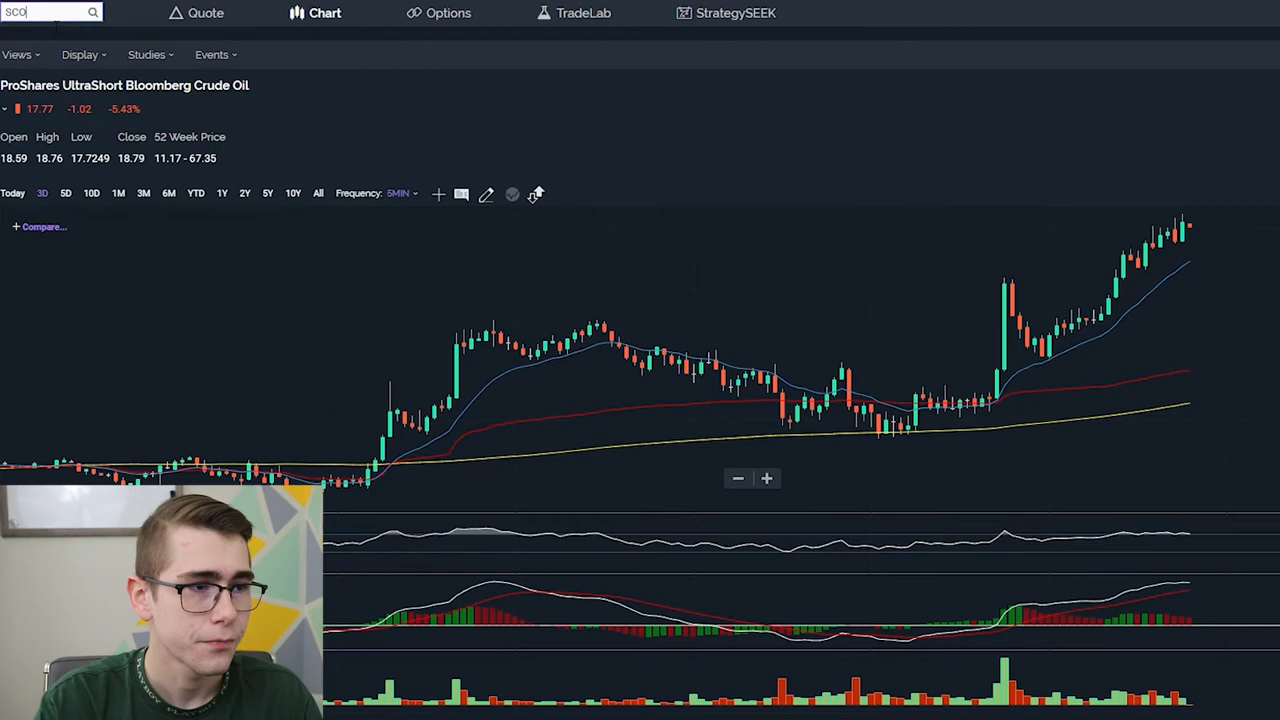 SCO
Quote
Chart
Options
TradeLab
StrategySEEK
Views
Display
Studies
Events
ProShares UltraShort Bloomberg Crude Oil
17.77 -1.02 -5.43%
Open High Low Close 52 Week Price
18.59 18.76 17.7249 18.79 11.17 - 67.35
Today 3D 5D 10D 1M 3M 6M YTD 1Y 2Y 5Y 10Y All Frequency: 5MIN
+ Compare...
PLAYBOY